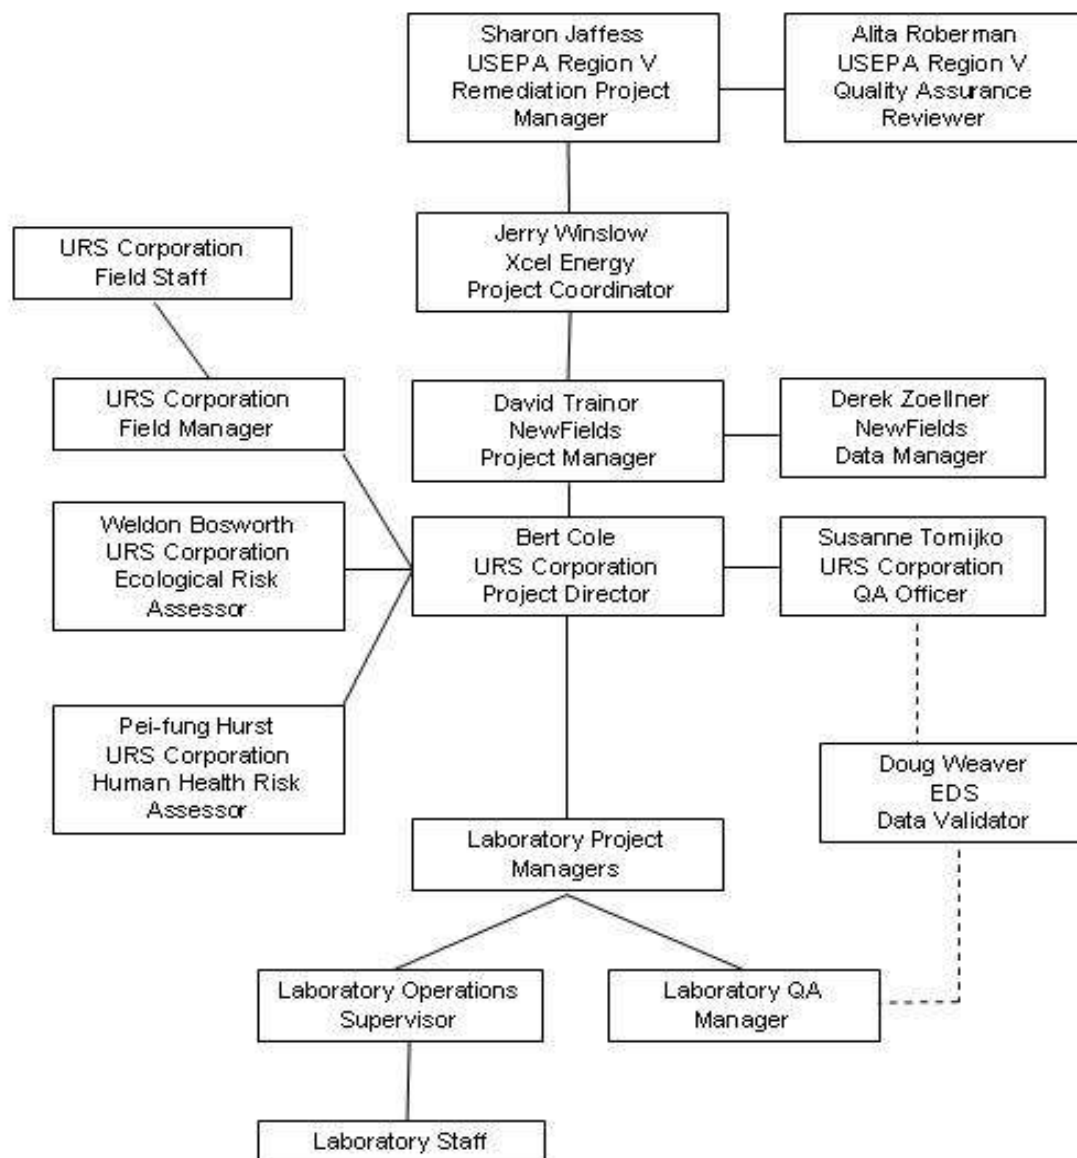 Sharon Jaffess
USEPA Region V
Remediation Project
Manager
Alita Roberman
USEPA Region V
Quality Assurance
Reviewer
Jerry Winslow
Xcel Energy
Project Coordinator
URS Corporation
Field Staff
URS Corporation
Field Manager
David Trainor
NewFields
Project Manager
Derek Zoellner
NewFields
Data Manager
Weldon Bosworth
URS Corporation
Ecological Risk
Assessor
Bert Cole
URS Corporation
Project Director
Susanne Tomijko
URS Corporation
QA Officer
Pei-fung Hurst
URS Corporation
Human Health Risk
Assessor
Doug Weaver
EDS
Data Validator
Laboratory Project
Managers
Laboratory Operations
Supervisor
Laboratory QA
Manager
Laboratory Staff